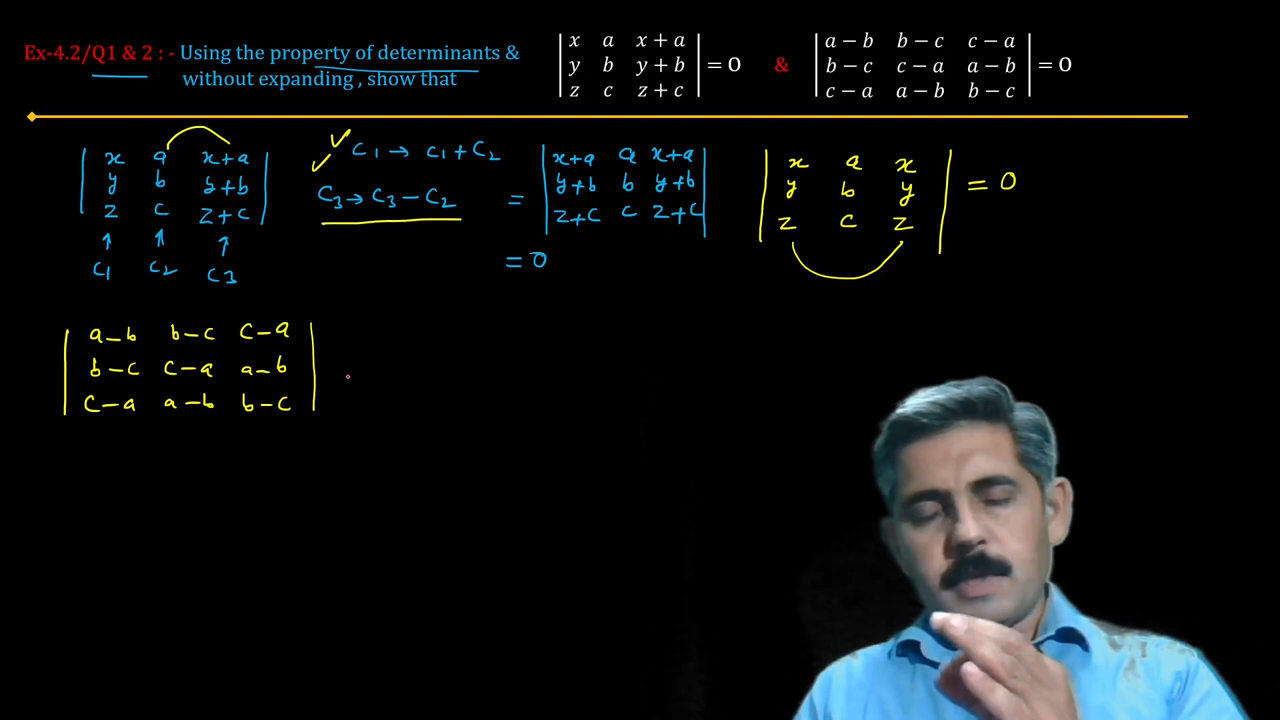 Ex-4.2/Q1 & 2 : - Using the property of determinants &
without expanding , show that
| x a x + a |
| y b y + b | = 0
| z c z + c |
&
| a − b b − c c − a |
| b − c c − a a − b | = 0
| c − a a − b b − c |
| x a x+a |
| y b y+b |
| z c z+c |
↑ ↑ ↑
C1 C2 C3
✓ C1 → C1 + C2
✓ C3 → C3 − C2
= | x+a a x+a |
| y+b b y+b |
| z+c c z+c |
= 0
| x a x |
| y b y | = 0
| z c z |
| a−b b−c c−a |
| b−c c−a a−b |
| c−a a−b b−c |